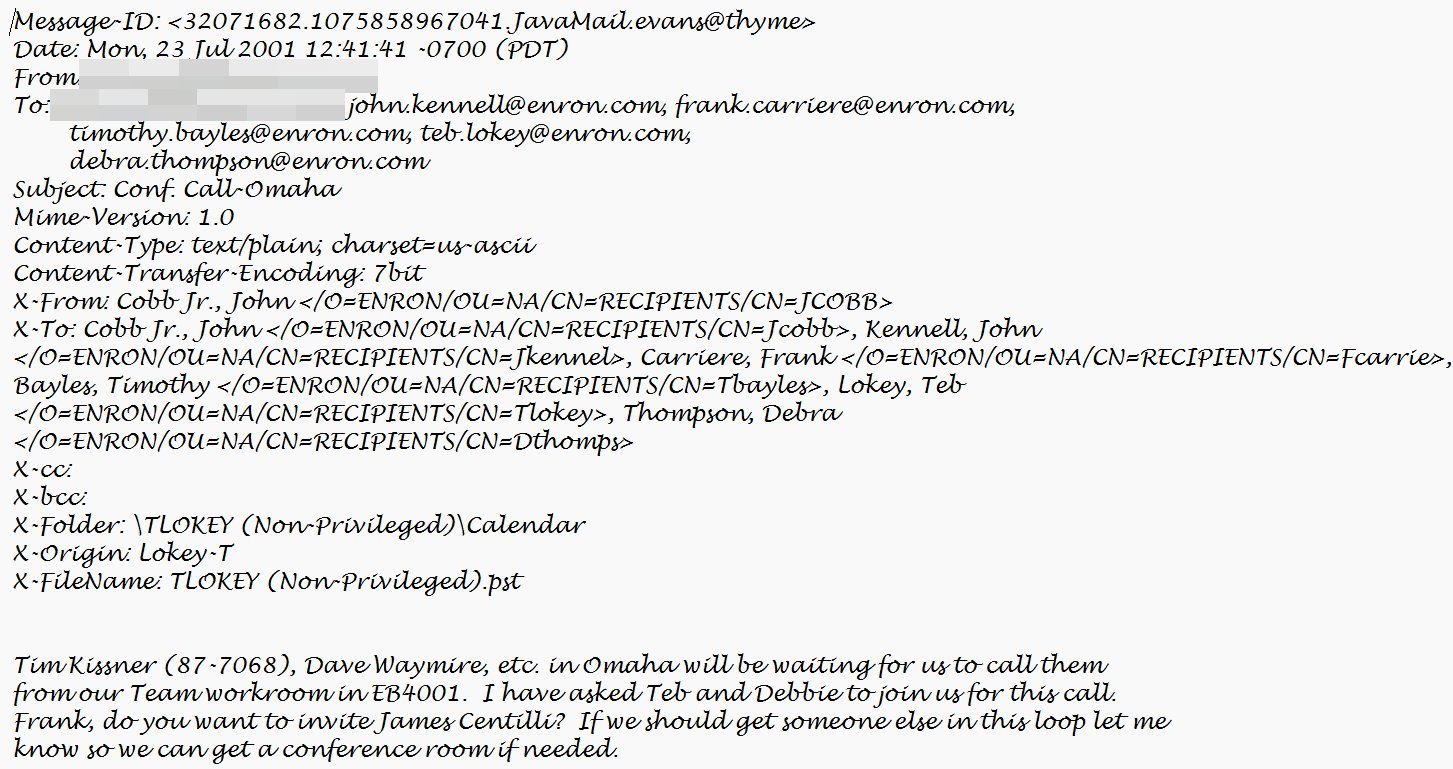 Message-ID: <32071682.1075858967041.JavaMail.evans@thyme>
Date: Mon, 23 Jul 2001 12:41:41 -0700 (PDT)
From
To: john.kennell@enron.com, frank.carriere@enron.com,
timothy.bayles@enron.com, teb.lokey@enron.com,
debra.thompson@enron.com
Subject: Conf. Call-Omaha
Mime-Version: 1.0
Content-Type: text/plain; charset=us-ascii
Content-Transfer-Encoding: 7bit
X-From: Cobb Jr., John </O=ENRON/OU=NA/CN=RECIPIENTS/CN=JCOBB>
X-To: Cobb Jr., John </O=ENRON/OU=NA/CN=RECIPIENTS/CN=Jcobb>, Kennell, John
</O=ENRON/OU=NA/CN=RECIPIENTS/CN=Jkennel>, Carriere, Frank </O=ENRON/OU=NA/CN=RECIPIENTS/CN=Fcarrie>,
Bayles, Timothy </O=ENRON/OU=NA/CN=RECIPIENTS/CN=Tbayles>, Lokey, Teb
</O=ENRON/OU=NA/CN=RECIPIENTS/CN=Tlokey>, Thompson, Debra
</O=ENRON/OU=NA/CN=RECIPIENTS/CN=Dthomps>
X-cc:
X-bcc:
X-Folder: \TLOKEY (Non-Privileged)\Calendar
X-Origin: Lokey-T
X-FileName: TLOKEY (Non-Privileged).pst
Tim Kissner (87-7068), Dave Waymire, etc. in Omaha will be waiting for us to call them
from our Team workroom in EB4001.  I have asked Teb and Debbie to join us for this call.
Frank, do you want to invite James Centilli?  If we should get someone else in this loop let me
know so we can get a conference room if needed.